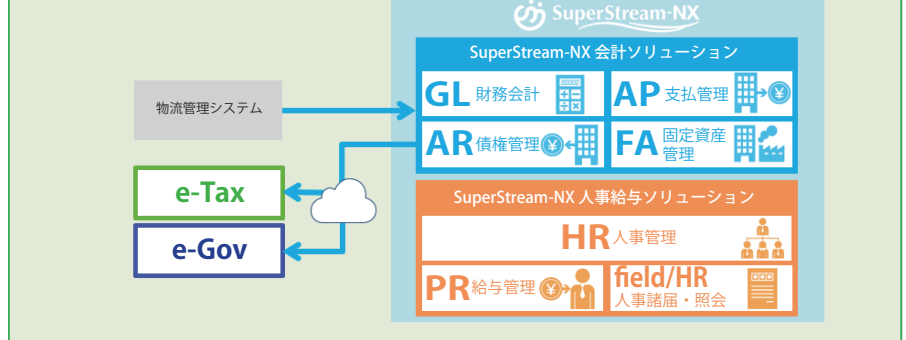 SuperStream-NX
SuperStream-NX 会計ソリューション
GL 財務会計
AP 支払管理
物流管理システム
AR 債権管理
FA 固定資産
管理
e-Tax
SuperStream-NX 人事給与ソリューション
HR 人事管理
e-Gov
PR 給与管理
field/HR
人事諸届・照会